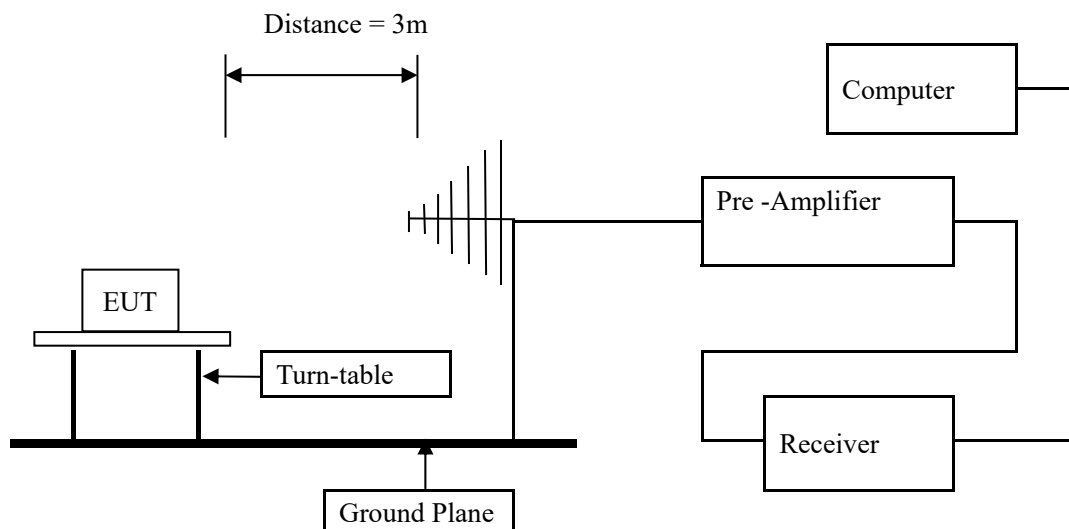 Distance = 3m
Computer
Pre -Amplifier
EUT
Turn-table
Receiver
Ground Plane